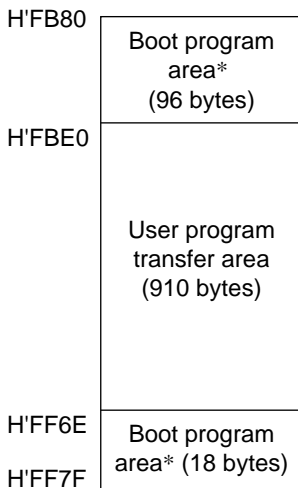 H'FB80
Boot program
area*
(96 bytes)
H'FBE0
User program
transfer area
(910 bytes)
H'FF6E
Boot program
area* (18 bytes)
H'FF7F